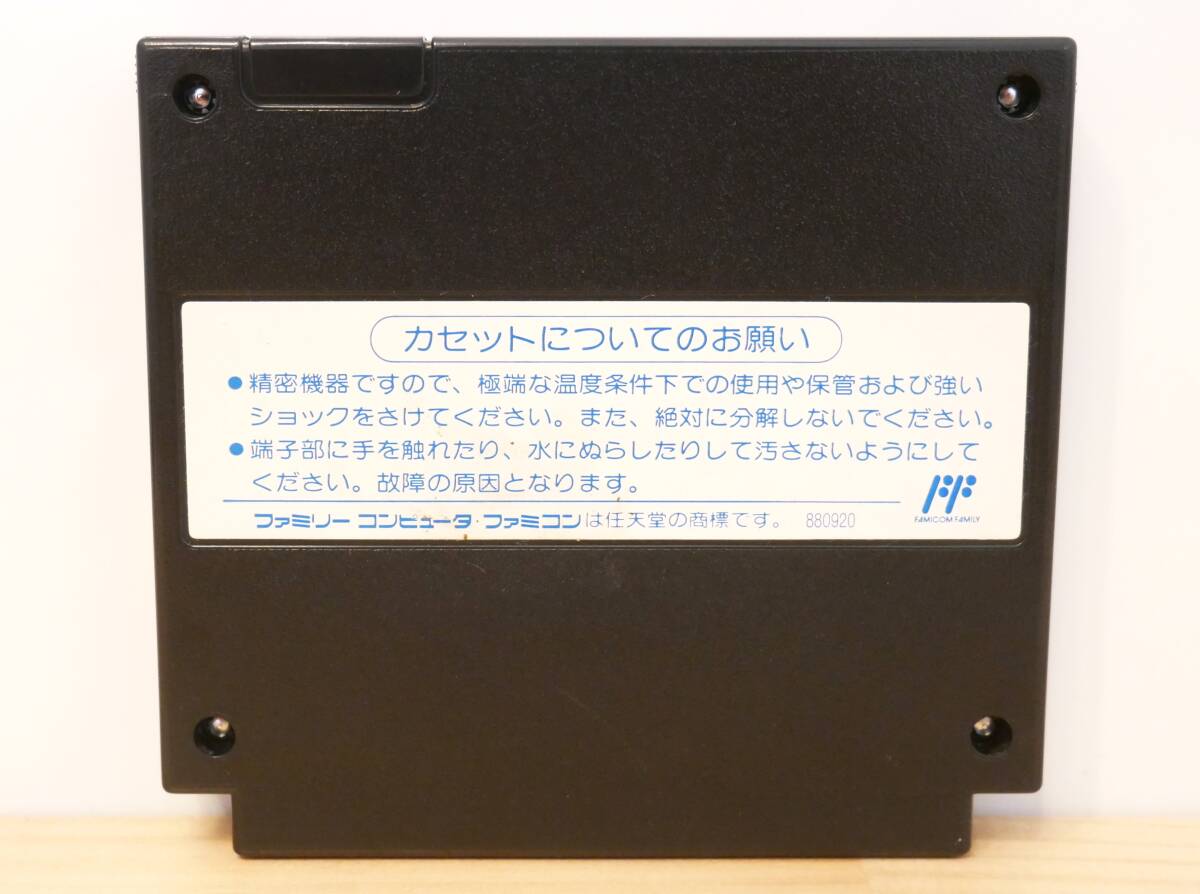 カセットについてのお願い
●精密機器ですので、極端な温度条件下での使用や保管および強い
ショックをさけてください。また、絶対に分解しないでください。
●端子部に手を触れたり、水にぬらしたりして汚さないようにして
ください。故障の原因となります。
ファミリー コンピュータ・ファミコンは任天堂の商標です。 880920
FF
FAMICOM FAMILY